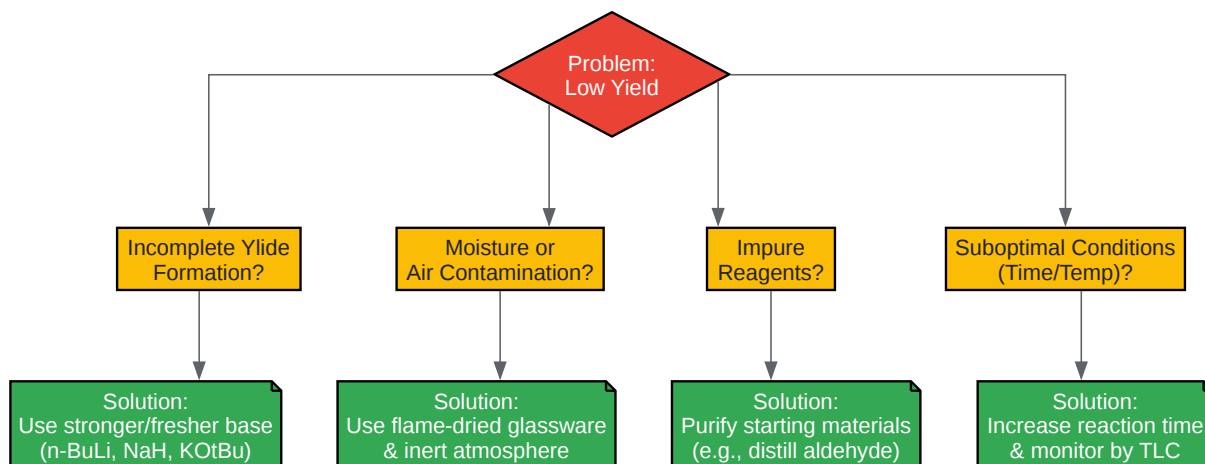 Problem:
Low Yield
Incomplete Ylide
Formation?
Moisture or
Air Contamination?
Impure
Reagents?
Suboptimal Conditions
(Time/Temp)?
Solution:
Use stronger/fresher base
(n-BuLi, NaH, KOtBu)
Solution:
Use flame-dried glassware
& inert atmosphere
Solution:
Purify starting materials
(e.g., distill aldehyde)
Solution:
Increase reaction time
& monitor by TLC